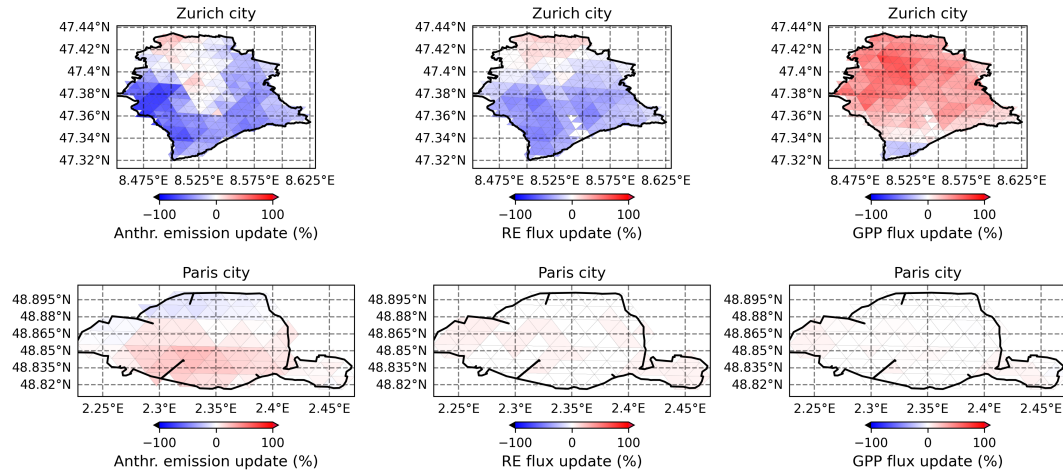 Zurich city
Zurich city
Zurich city
47.44°N
47.42°N
47.4°N
47.38°N
47.36°N
47.34°N
47.32°N
8.475°E
8.525°E
8.575°E
8.625°E
−100
0
100
Anthr. emission update (%)
47.44°N
47.42°N
47.4°N
47.38°N
47.36°N
47.34°N
47.32°N
8.475°E
8.525°E
8.575°E
8.625°E
−100
0
100
RE flux update (%)
47.44°N
47.42°N
47.4°N
47.38°N
47.36°N
47.34°N
47.32°N
8.475°E
8.525°E
8.575°E
8.625°E
−100
0
100
GPP flux update (%)
Paris city
Paris city
Paris city
48.895°N
48.88°N
48.865°N
48.85°N
48.835°N
48.82°N
2.25°E
2.3°E
2.35°E
2.4°E
2.45°E
−100
0
100
Anthr. emission update (%)
48.895°N
48.88°N
48.865°N
48.85°N
48.835°N
48.82°N
2.25°E
2.3°E
2.35°E
2.4°E
2.45°E
−100
0
100
RE flux update (%)
48.895°N
48.88°N
48.865°N
48.85°N
48.835°N
48.82°N
2.25°E
2.3°E
2.35°E
2.4°E
2.45°E
−100
0
100
GPP flux update (%)